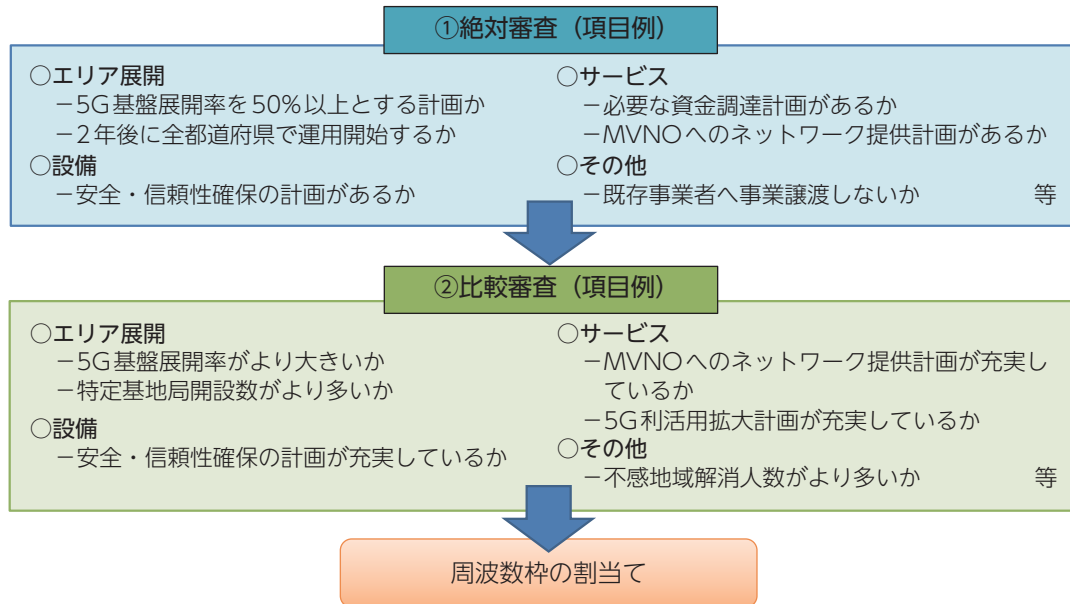 ①絶対審査（項目例）
○エリア展開
－5G基盤展開率を50％以上とする計画か
－2年後に全都道府県で運用開始するか
○設備
－安全・信頼性確保の計画があるか
○サービス
－必要な資金調達計画があるか
－MVNOへのネットワーク提供計画があるか
○その他
－既存事業者へ事業譲渡しないか　等
②比較審査（項目例）
○エリア展開
－5G基盤展開率がより大きいか
－特定基地局開設数がより多いか
○設備
－安全・信頼性確保の計画が充実しているか
○サービス
－MVNOへのネットワーク提供計画が充実し
ているか
－5G利活用拡大計画が充実しているか
○その他
－不感地域解消人数がより多いか　等
周波数枠の割当て